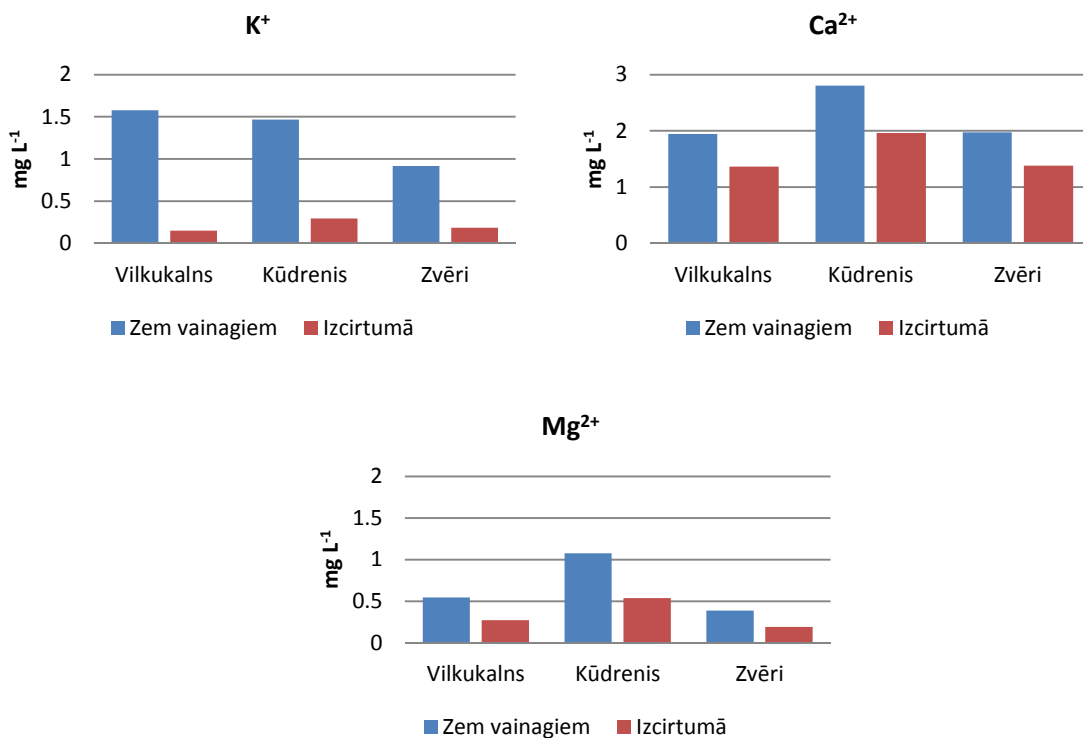 K⁺
2
1.5
1
0.5
0
mg L⁻¹
Vilkukalns Kūdrenis Zvēri
Zem vainagiem Izcirtumā
Ca²⁺
3
2
1
0
mg L⁻¹
Vilkukalns Kūdrenis Zvēri
Zem vainagiem Izcirtumā
Mg²⁺
2
1.5
1
0.5
0
mg L⁻¹
Vilkukalns Kūdrenis Zvēri
Zem vainagiem Izcirtumā